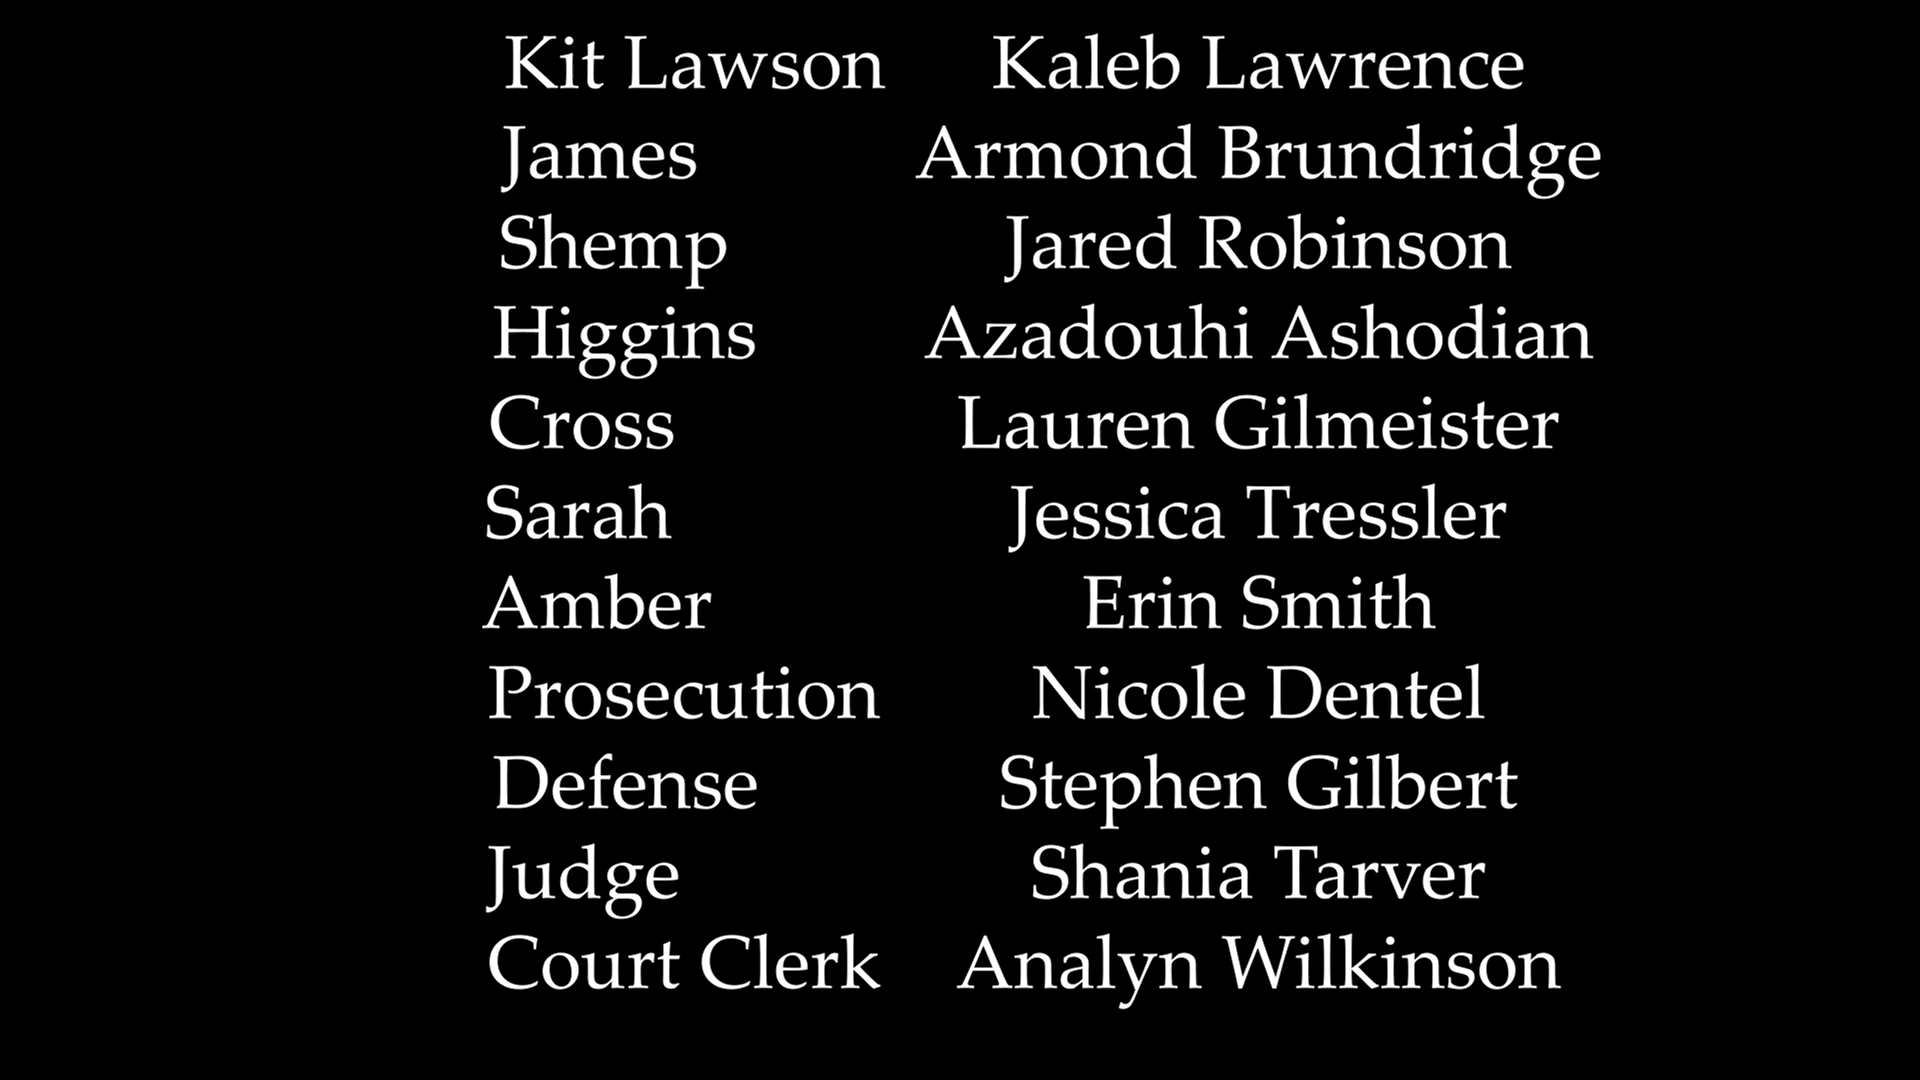 Kit Lawson Kaleb Lawrence
James Armond Brundridge
Shemp Jared Robinson
Higgins Azadouhi Ashodian
Cross Lauren Gilmeister
Sarah Jessica Tressler
Amber Erin Smith
Prosecution Nicole Dentel
Defense Stephen Gilbert
Judge Shania Tarver
Court Clerk Analyn Wilkinson